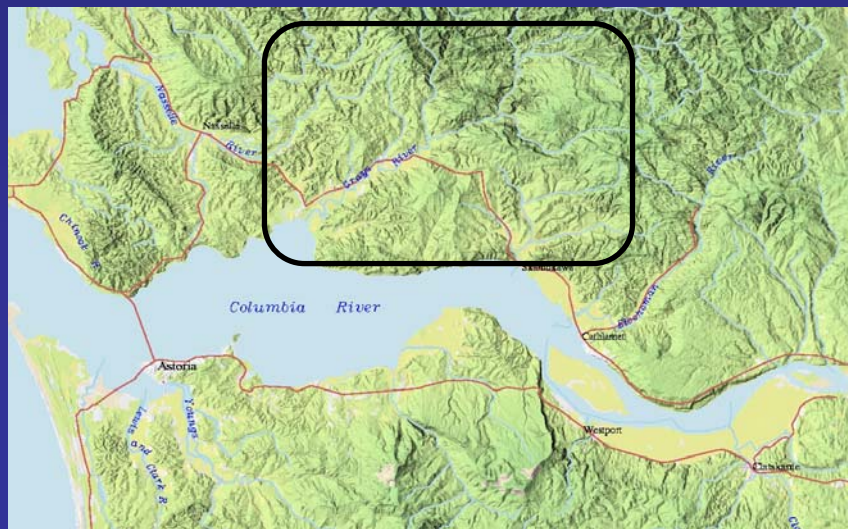 Naselle
Naselle
River
Grays River
River
Chinook R
Skamokawa
Columbia River
Elochoman
Cathlamet
Astoria
Youngs
Lewis and Clark R
Westport
Clatskanie